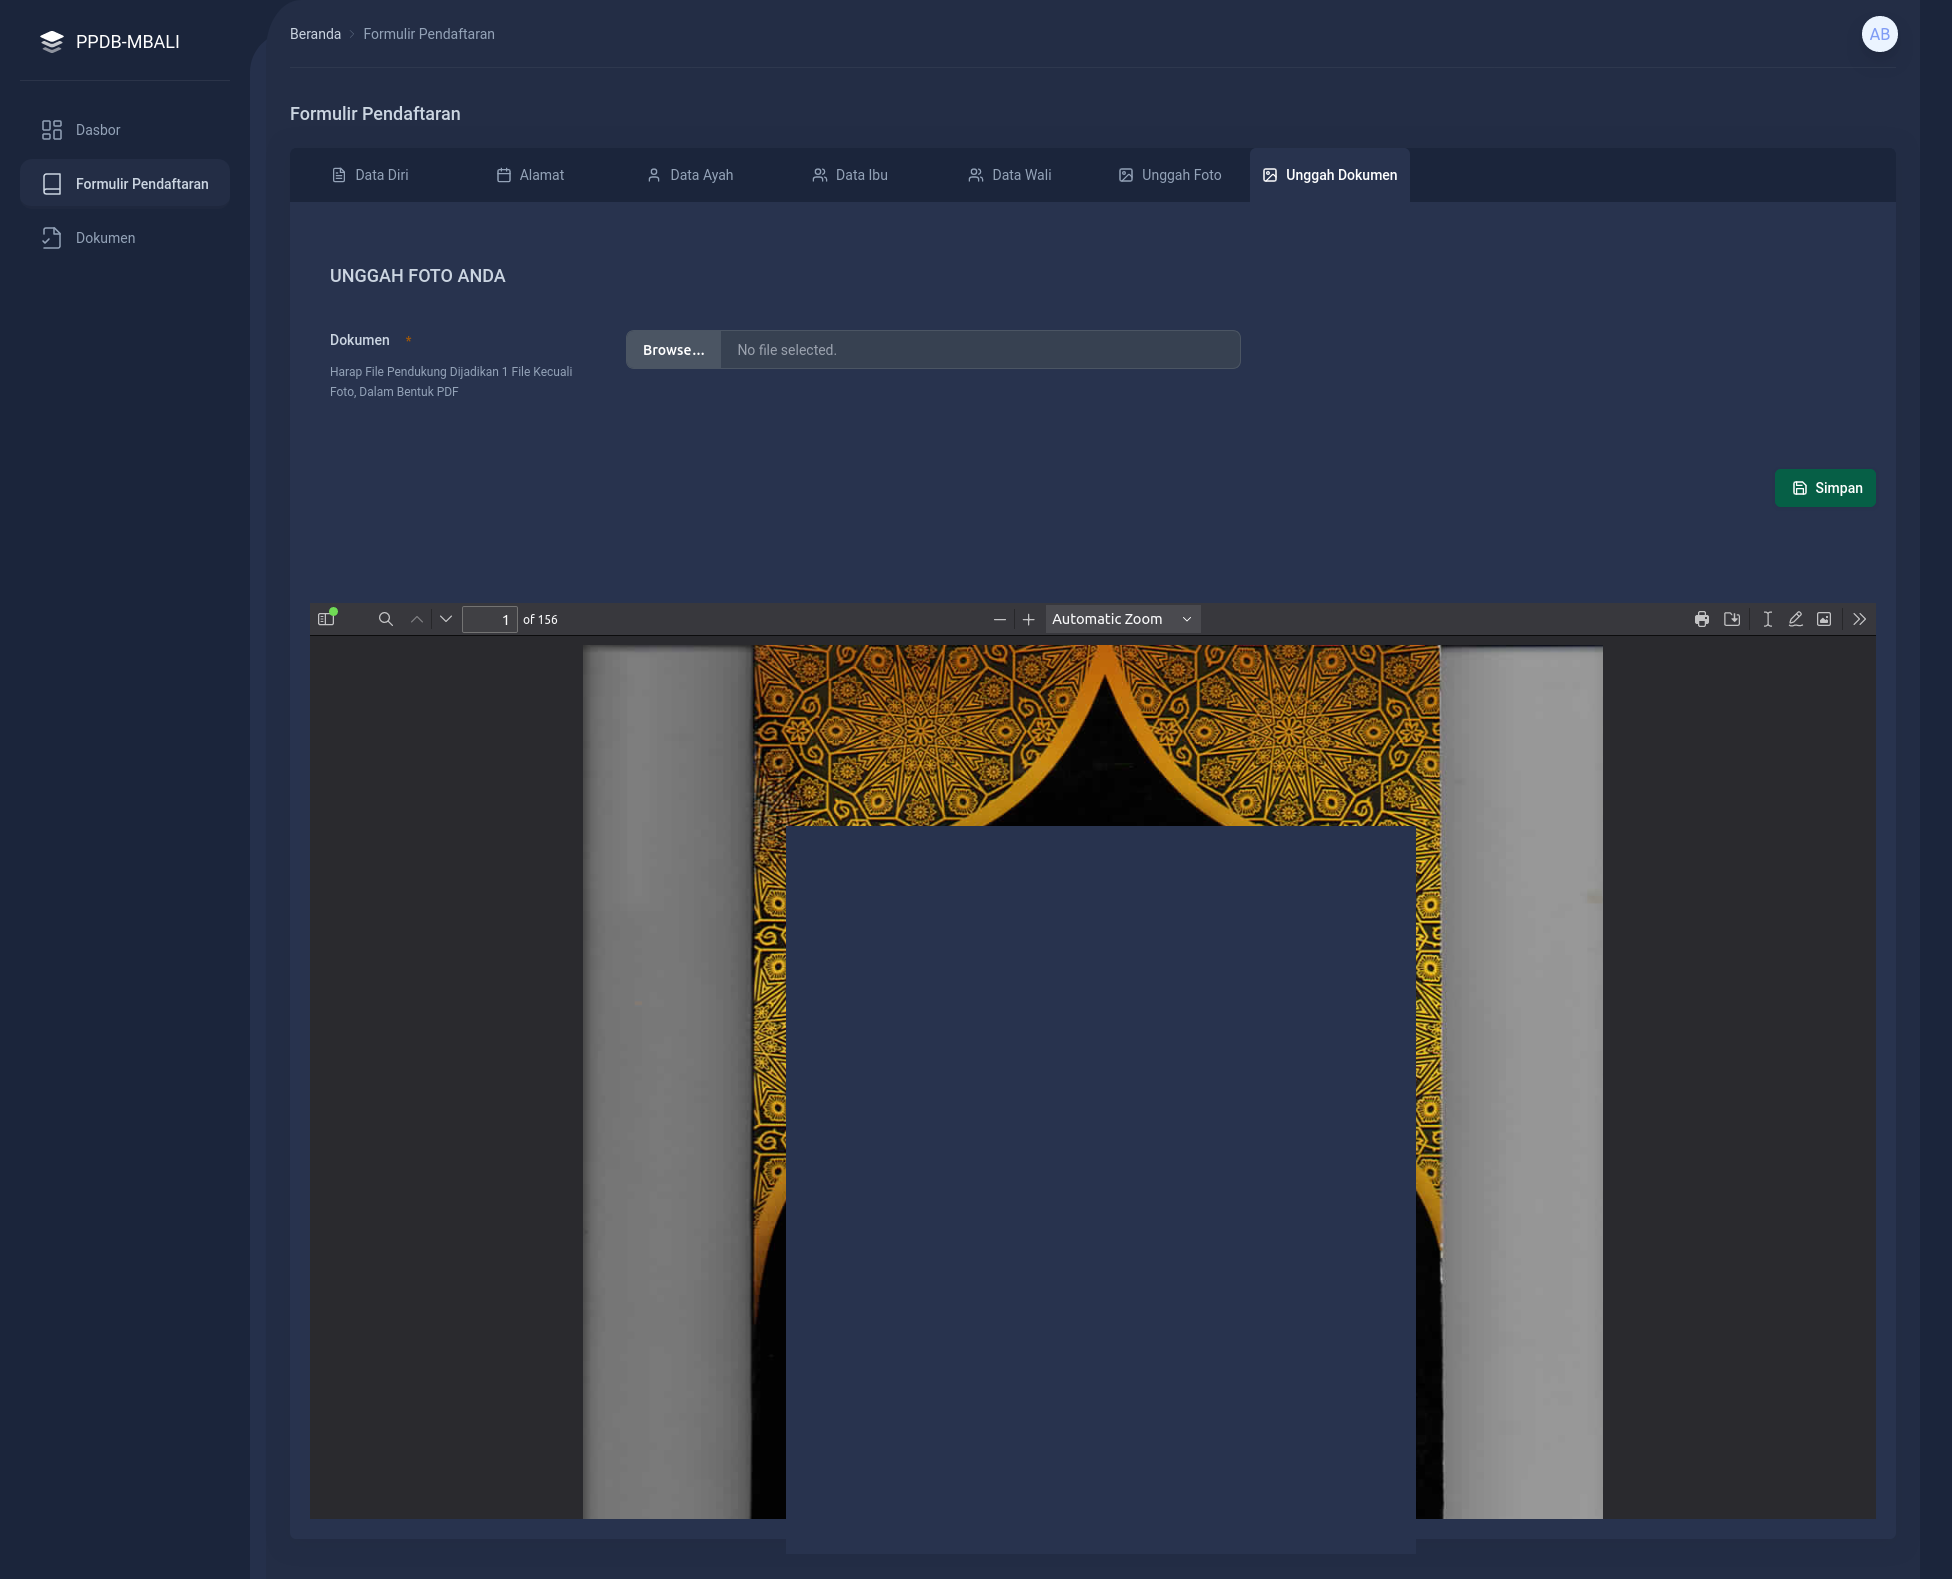 PPDB-MBALI
Dasbor
Formulir Pendaftaran
Dokumen
Beranda
Formulir Pendaftaran
AB
Formulir Pendaftaran
Data Diri
Alamat
Data Ayah
Data Ibu
Data Wali
Unggah Foto
Unggah Dokumen
UNGGAH FOTO ANDA
Dokumen *
Harap File Pendukung Dijadikan 1 File Kecuali
Foto, Dalam Bentuk PDF
Browse... No file selected.
Simpan
1 of 156
Automatic Zoom